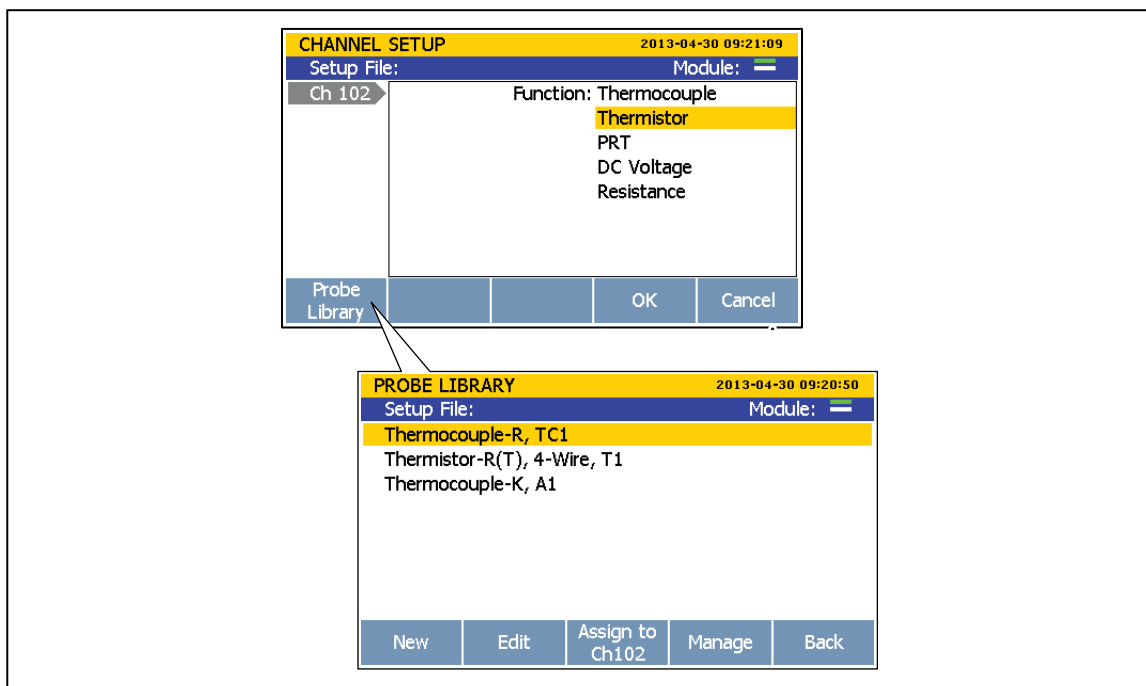 CHANNEL SETUP 2013-04-30 09:21:09
Setup File: Module:
Ch 102 Function: Thermocouple
Thermistor
PRT
DC Voltage
Resistance
Probe Library OK Cancel
PROBE LIBRARY 2013-04-30 09:20:50
Setup File: Module:
Thermocouple-R, TC1
Thermistor-R(T), 4-Wire, T1
Thermocouple-K, A1
New Edit Assign to Ch102 Manage Back